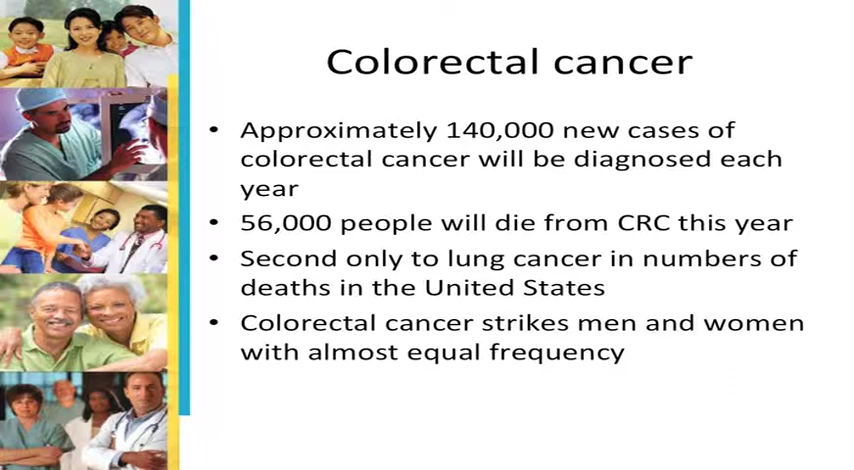 Colorectal cancer
• Approximately 140,000 new cases of
colorectal cancer will be diagnosed each
year
• 56,000 people will die from CRC this year
• Second only to lung cancer in numbers of
deaths in the United States
• Colorectal cancer strikes men and women
with almost equal frequency